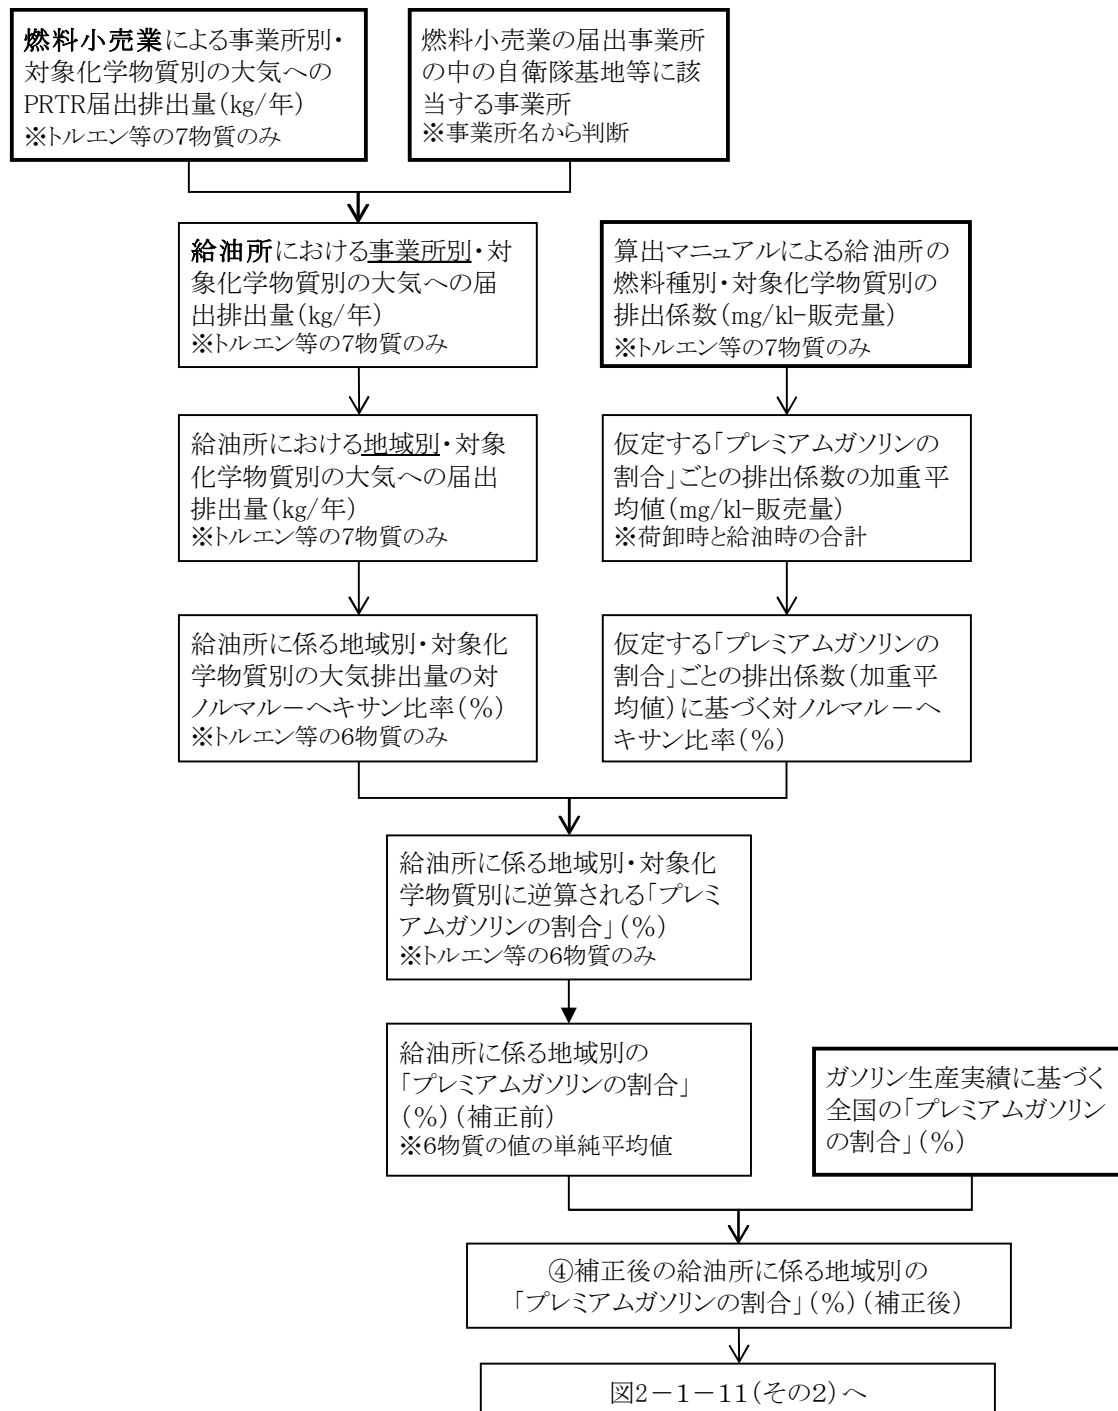 燃料小売業による事業所別・
対象化学物質別の大気への
PRTR届出排出量(kg/年)
※トルエン等の7物質のみ
燃料小売業の届出事業所
の中の自衛隊基地等に該
当する事業所
※事業所名から判断
給油所における事業所別・対
象化学物質別の大気への届
出排出量(kg/年)
※トルエン等の7物質のみ
算出マニュアルによる給油所の
燃料種別・対象化学物質別の
排出係数(mg/kl-販売量)
※トルエン等の7物質のみ
給油所における地域別・対象
化学物質別の大気への届出
排出量(kg/年)
※トルエン等の7物質のみ
仮定する「プレミアムガソリンの
割合」ごとの排出係数の加重平
均値(mg/kl-販売量)
※荷卸時と給油時の合計
給油所に係る地域別・対象化
学物質別の大気排出量の対
ノルマル-ヘキサン比率(%)
※トルエン等の6物質のみ
仮定する「プレミアムガソリンの
割合」ごとの排出係数(加重平
均値)に基づく対ノルマル-ヘ
キサン比率(%)
給油所に係る地域別・対象化
学物質別に逆算される「プレミ
アムガソリンの割合」(%)
※トルエン等の6物質のみ
給油所に係る地域別の
「プレミアムガソリンの割合」
(%)(補正前)
※6物質の値の単純平均値
ガソリン生産実績に基づく
全国の「プレミアムガソリン
の割合」(%)
④補正後の給油所に係る地域別の
「プレミアムガソリンの割合」(%)(補正後)
図2-1-11(その2)へ